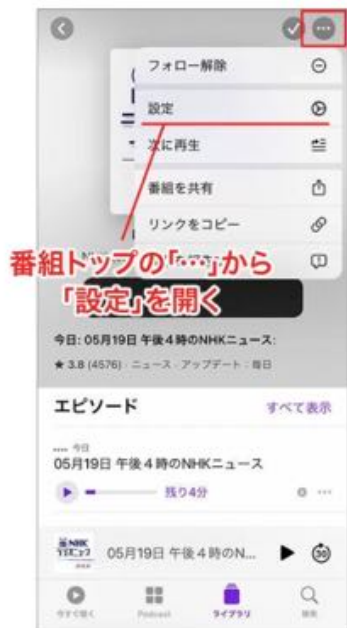 フォロー解除
設定
次に再生
番組を共有
リンクをコピー
番組トップの「…」から
「設定」を開く
今日: 05月19日 午後4時のNHKニュース:
★ 3.8 (4576)・ニュース・アップデート:毎日
エピソード
すべて表示
今日
05月19日 午後4時のNHKニュース
残り4分
05月19日 午後4時のN...
30
今すぐ聴く
Podcast
ライブラリ
検索